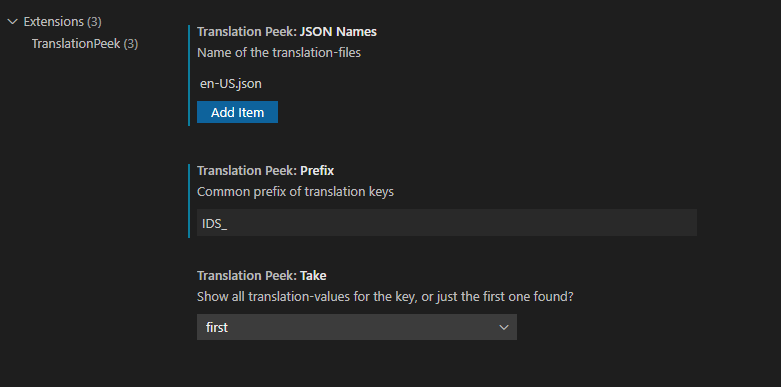 Extensions (3)
TranslationPeek (3)
Translation Peek: JSON Names
Name of the translation-files
en-US.json
Add Item
Translation Peek: Prefix
Common prefix of translation keys
IDS_
Translation Peek: Take
Show all translation-values for the key, or just the first one found?
first